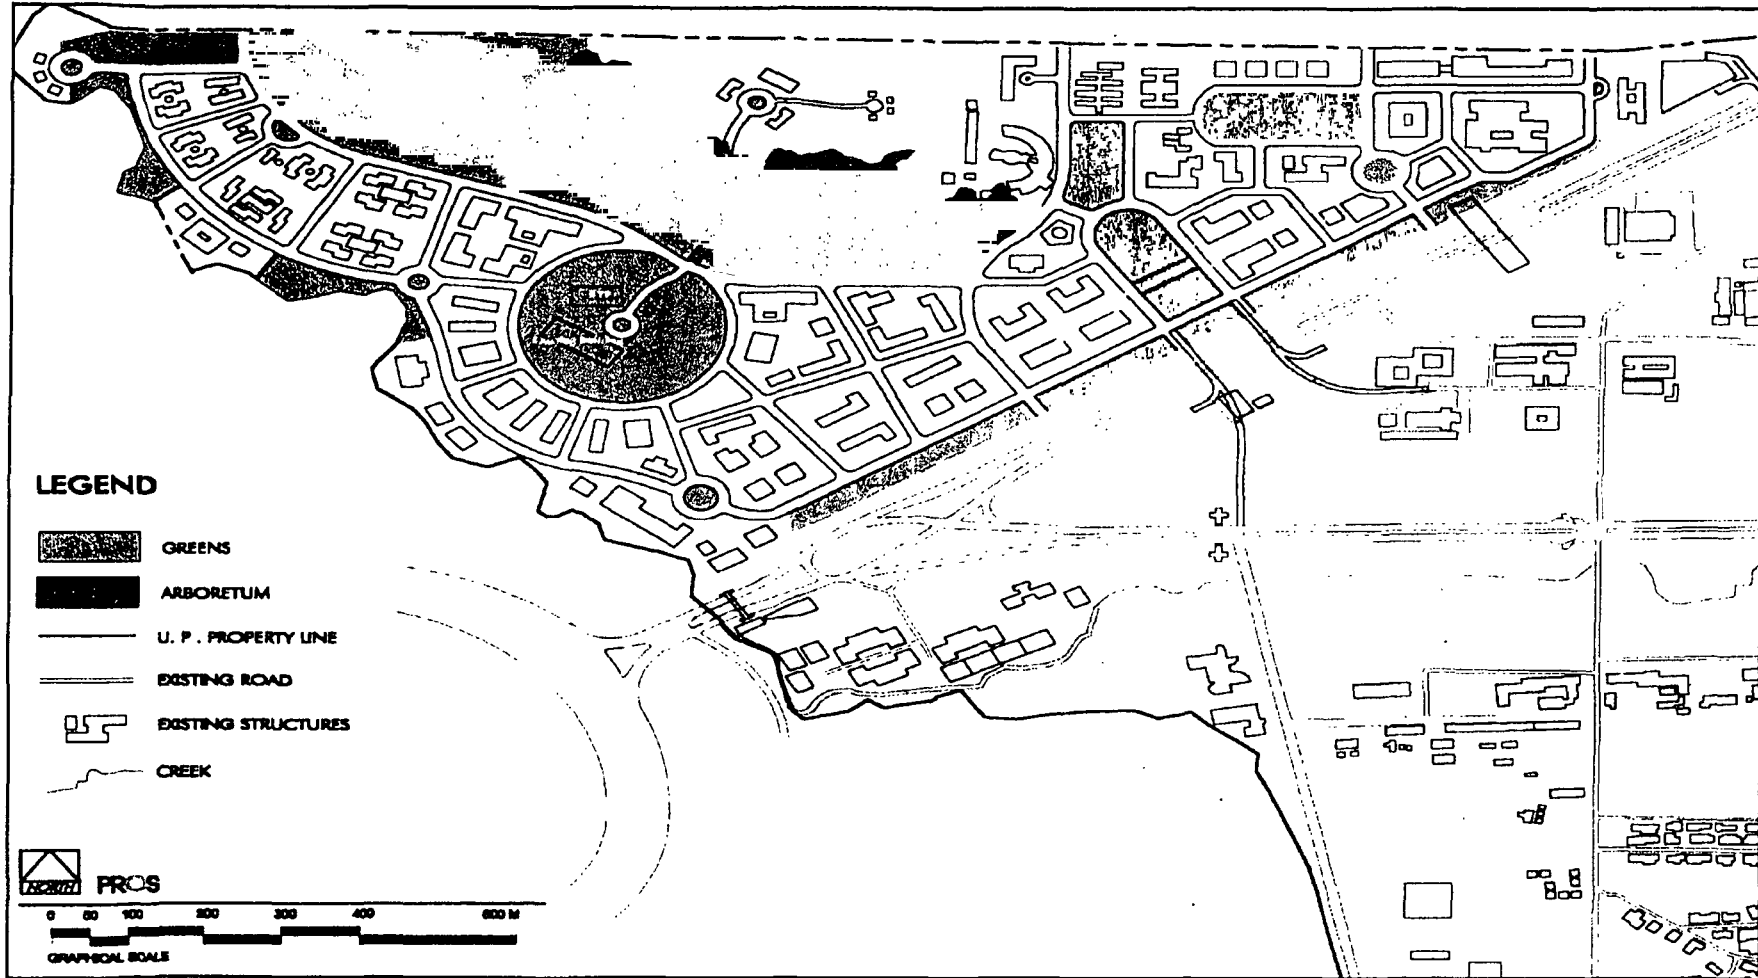 LEGEND
GREENS
ARBORETUM
U. P. PROPERTY LINE
EXISTING ROAD
EXISTING STRUCTURES
CREEK
NORTH PROS
0 50 100 200 300 400 600 M
GRAPHICAL SCALE